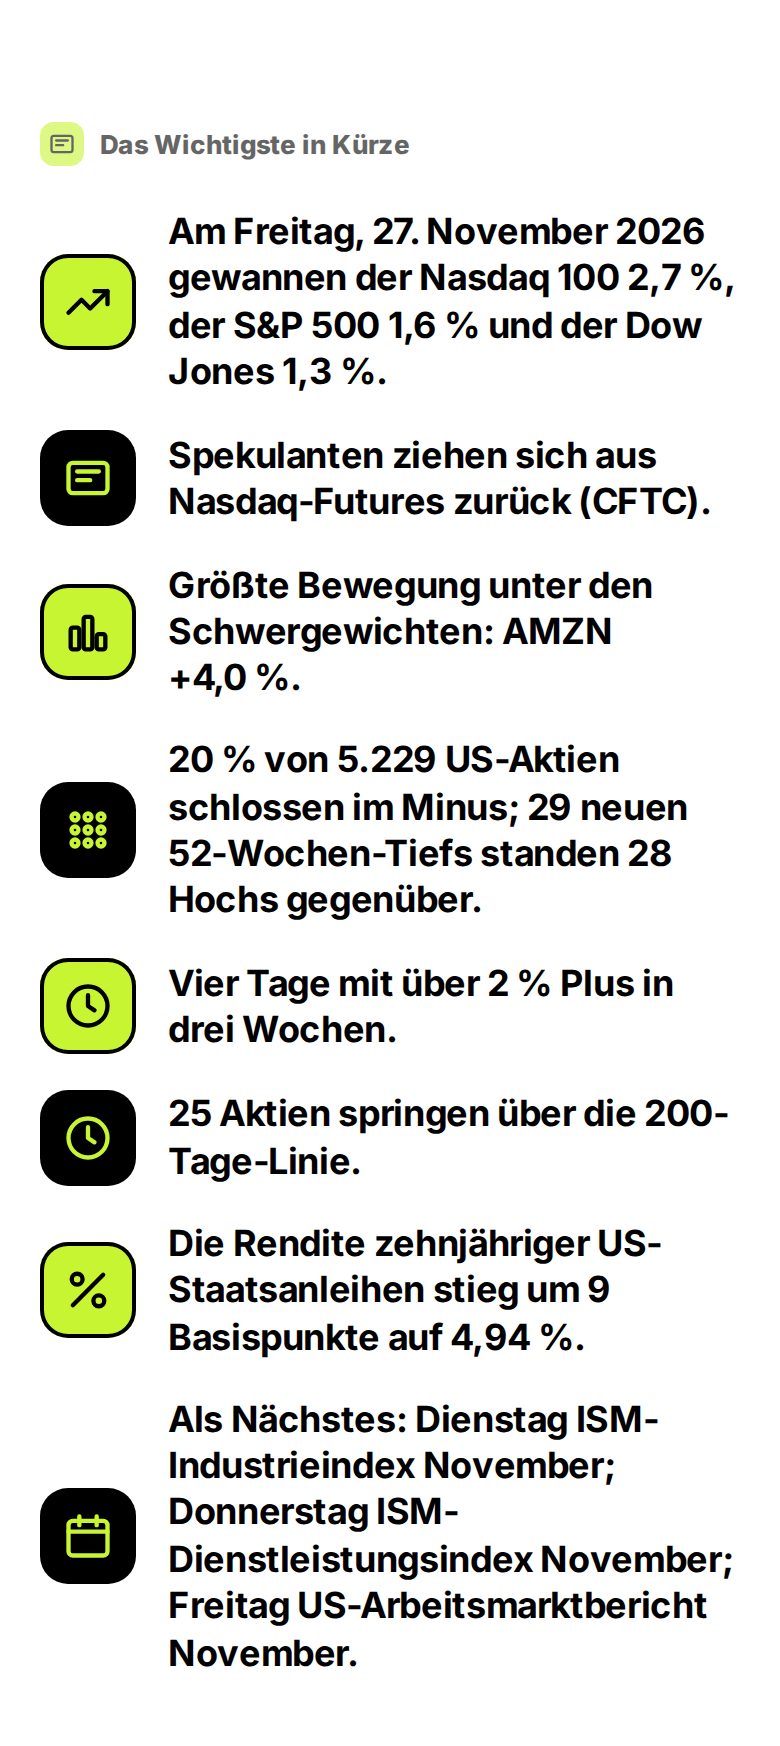 Das Wichtigste in Kürze
Am Freitag, 27. November 2026
gewannen der Nasdaq 100 2,7 %,
der S&P 500 1,6 % und der Dow
Jones 1,3 %.
Spekulanten ziehen sich aus
Nasdaq-Futures zurück (CFTC).
Größte Bewegung unter den
Schwergewichten: AMZN
+4,0 %.
20 % von 5.229 US-Aktien
schlossen im Minus; 29 neuen
52-Wochen-Tiefs standen 28
Hochs gegenüber.
Vier Tage mit über 2 % Plus in
drei Wochen.
25 Aktien springen über die 200-
Tage-Linie.
Die Rendite zehnjähriger US-
Staatsanleihen stieg um 9
Basispunkte auf 4,94 %.
Als Nächstes: Dienstag ISM-
Industrieindex November;
Donnerstag ISM-
Dienstleistungsindex November;
Freitag US-Arbeitsmarktbericht
November.